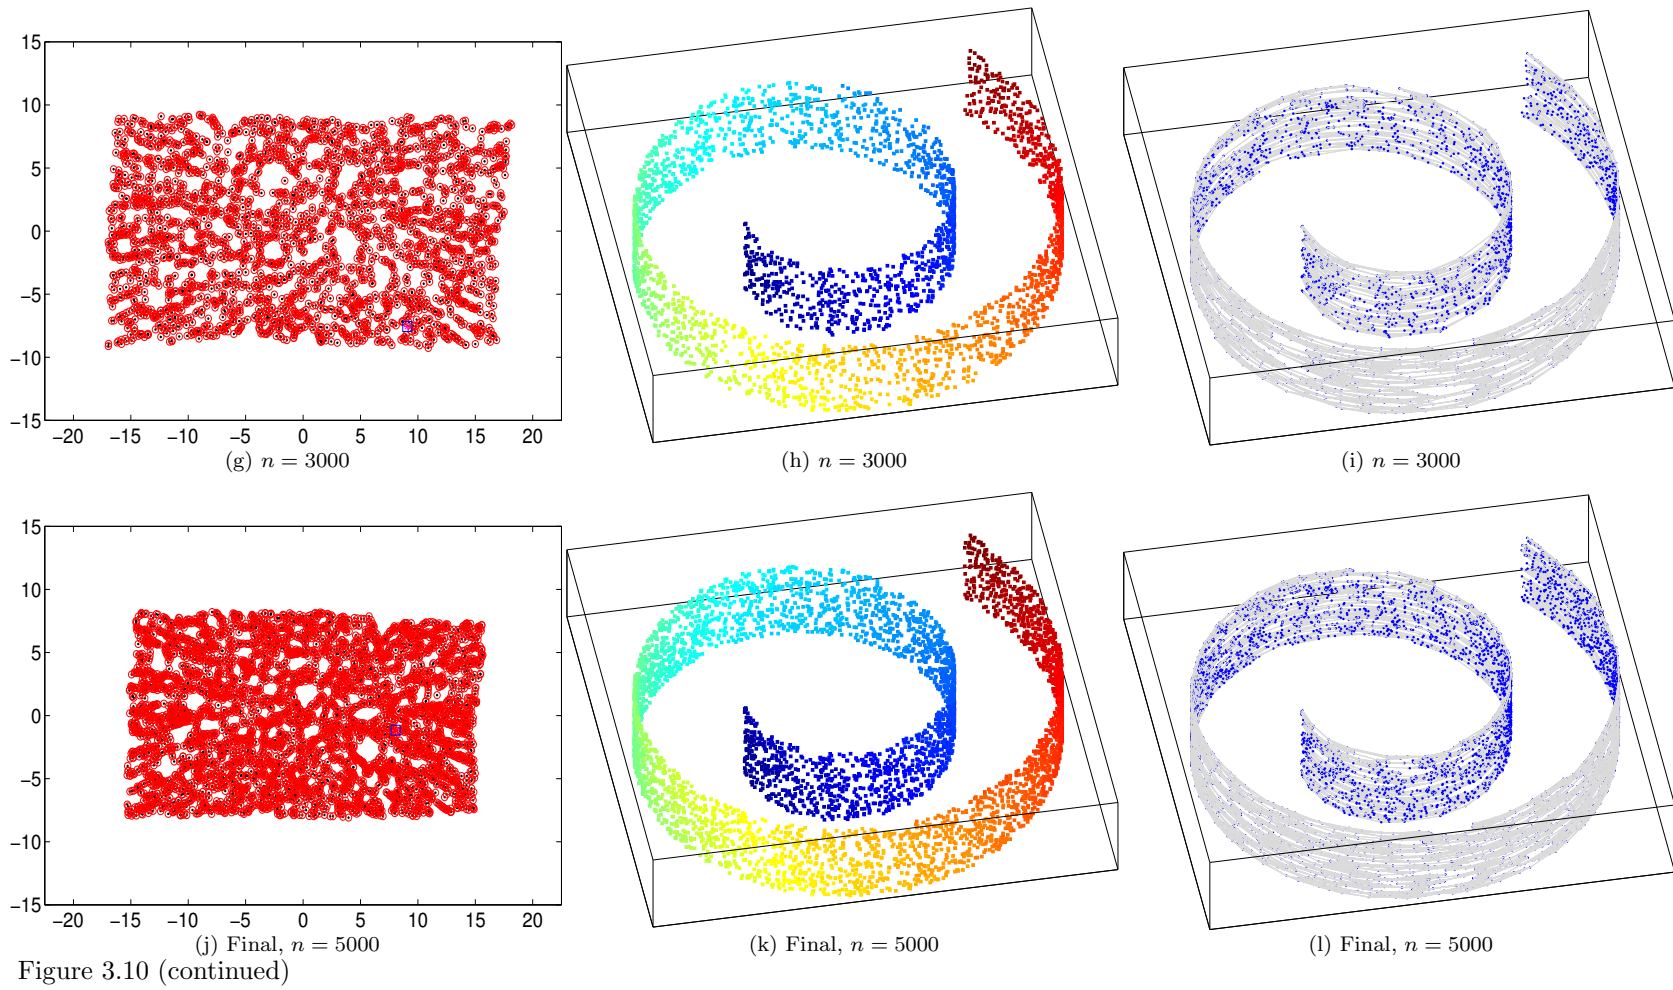 15
10
5
0
−5
−10
−15
−20 −15 −10 −5 0 5 10 15 20
(g) n = 3000
(h) n = 3000
(i) n = 3000
15
10
5
0
−5
−10
−15
−20 −15 −10 −5 0 5 10 15 20
(j) Final, n = 5000
(k) Final, n = 5000
(l) Final, n = 5000
Figure 3.10 (continued)